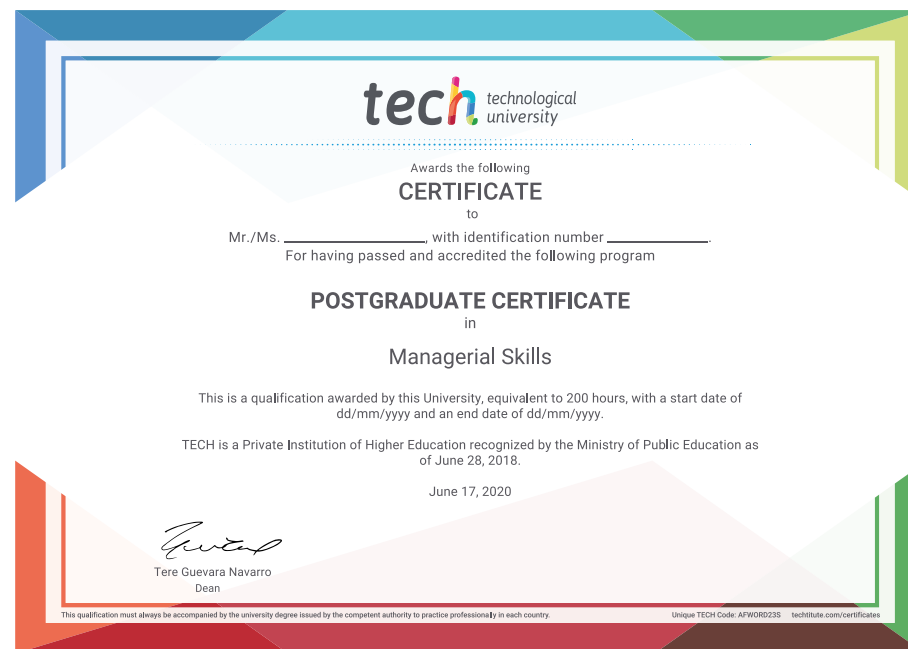 tech technological
university
Awards the following
CERTIFICATE
to
Mr./Ms. ____________________, with identification number ______________.
For having passed and accredited the following program
POSTGRADUATE CERTIFICATE
in
Managerial Skills
This is a qualification awarded by this University, equivalent to 200 hours, with a start date of
dd/mm/yyyy and an end date of dd/mm/yyyy.
TECH is a Private Institution of Higher Education recognized by the Ministry of Public Education as
of June 28, 2018.
June 17, 2020
Tere Guevara Navarro
Dean
This qualification must always be accompanied by the university degree issued by the competent authority to practice professionally in each country. Unique TECH Code: AFWORD23S techtitute.com/certificates